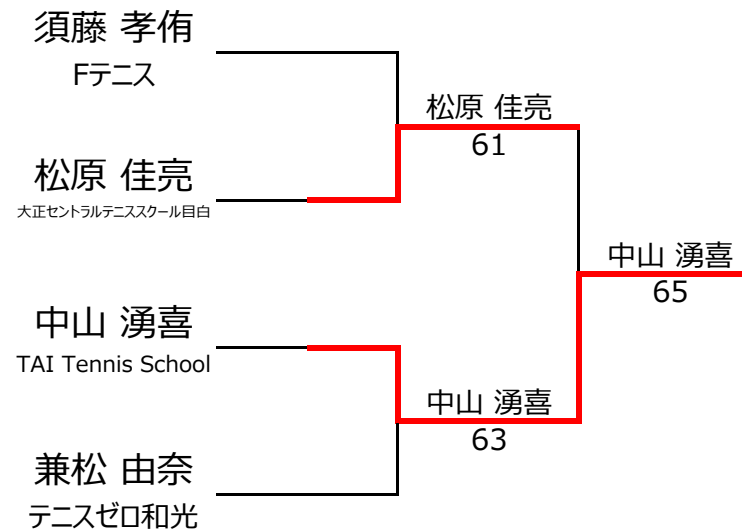 須藤 孝侑
Fテニス
松原 佳亮
61
松原 佳亮
大正セントラルテニススクール目白
中山 湧喜
65
中山 湧喜
TAI Tennis School
中山 湧喜
63
兼松 由奈
テニスゼロ和光